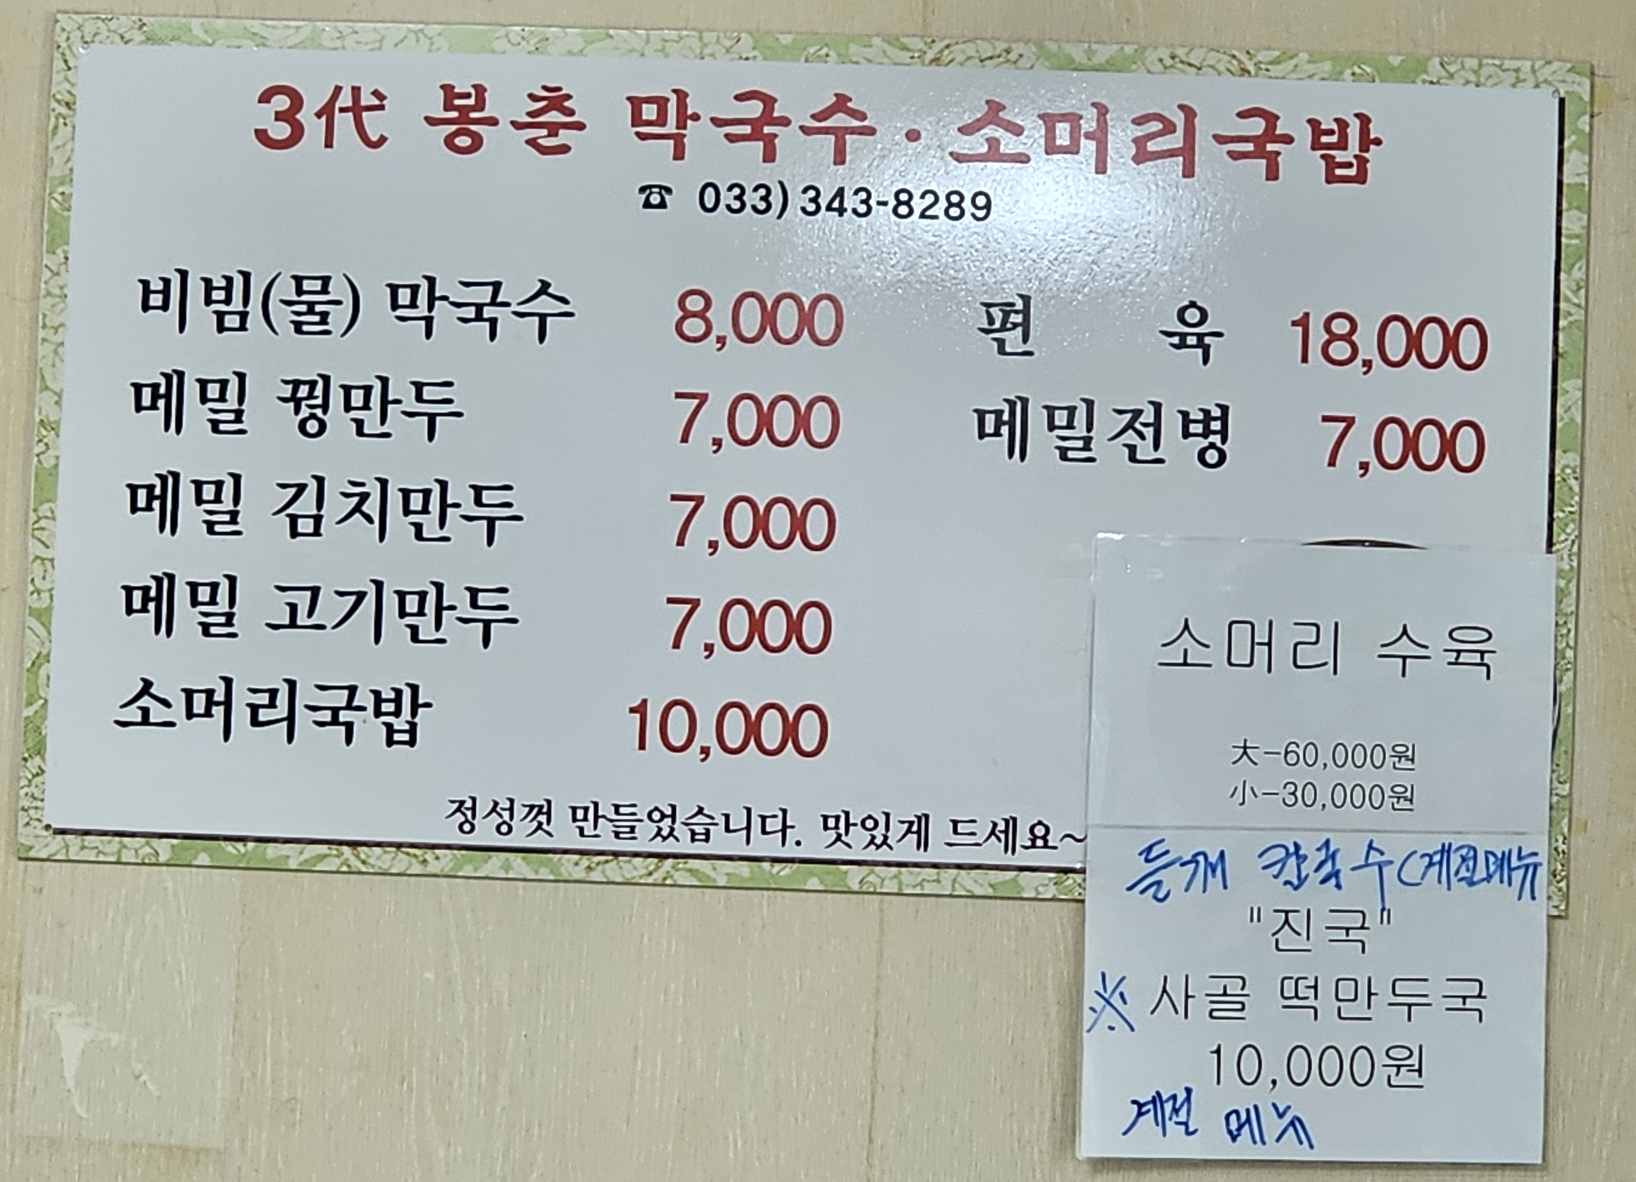 3代 봉춘 막국수·소머리국밥
☎ 033)343-8289
비빔(물) 막국수 8,000
메밀 꿩만두 7,000
메밀 김치만두 7,000
메밀 고기만두 7,000
소머리국밥 10,000
편 육 18,000
메밀전병 7,000
정성껏 만들었습니다. 맛있게 드세요~
소머리 수육
大-60,000원
小-30,000원
들깨 칼국수(계절메뉴
"진국"
※ 사골 떡만두국
10,000원
계절 메뉴